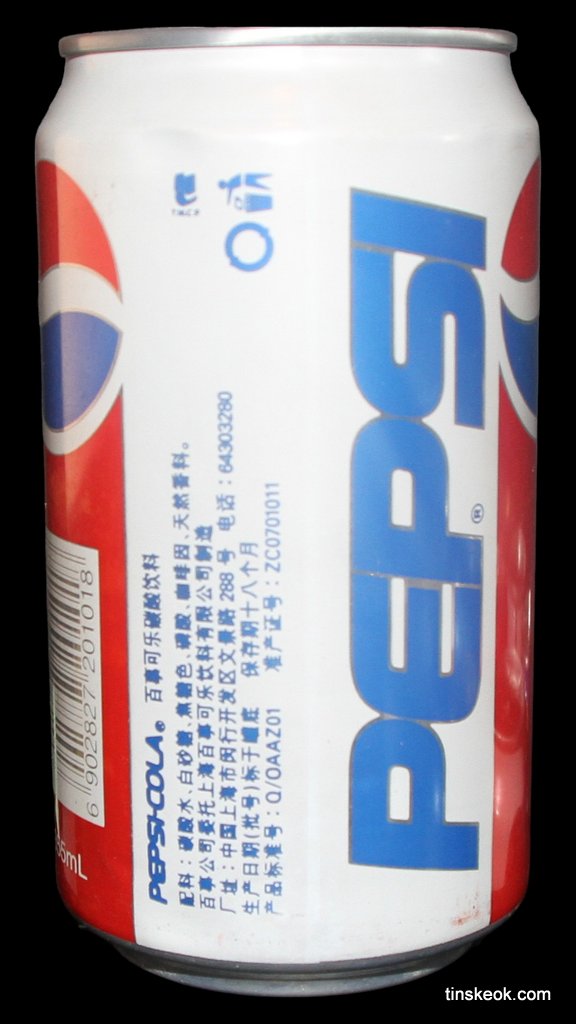 PEPSI®
PEPSI-COLA® 百事可乐碳酸饮料
配料：碳酸水、白砂糖、焦糖色、磷酸、咖啡因、天然香料。
百事公司委托上海百事可乐饮料有限公司制造
厂址：中国上海市闵行开发区文景路288号 电话：64303280
生产日期(批号)标于罐底 保存期十八个月
产品标准号：Q/OAAZ01 准产证号：ZC0701011
6 902827 201018
mL
tinskeok.com